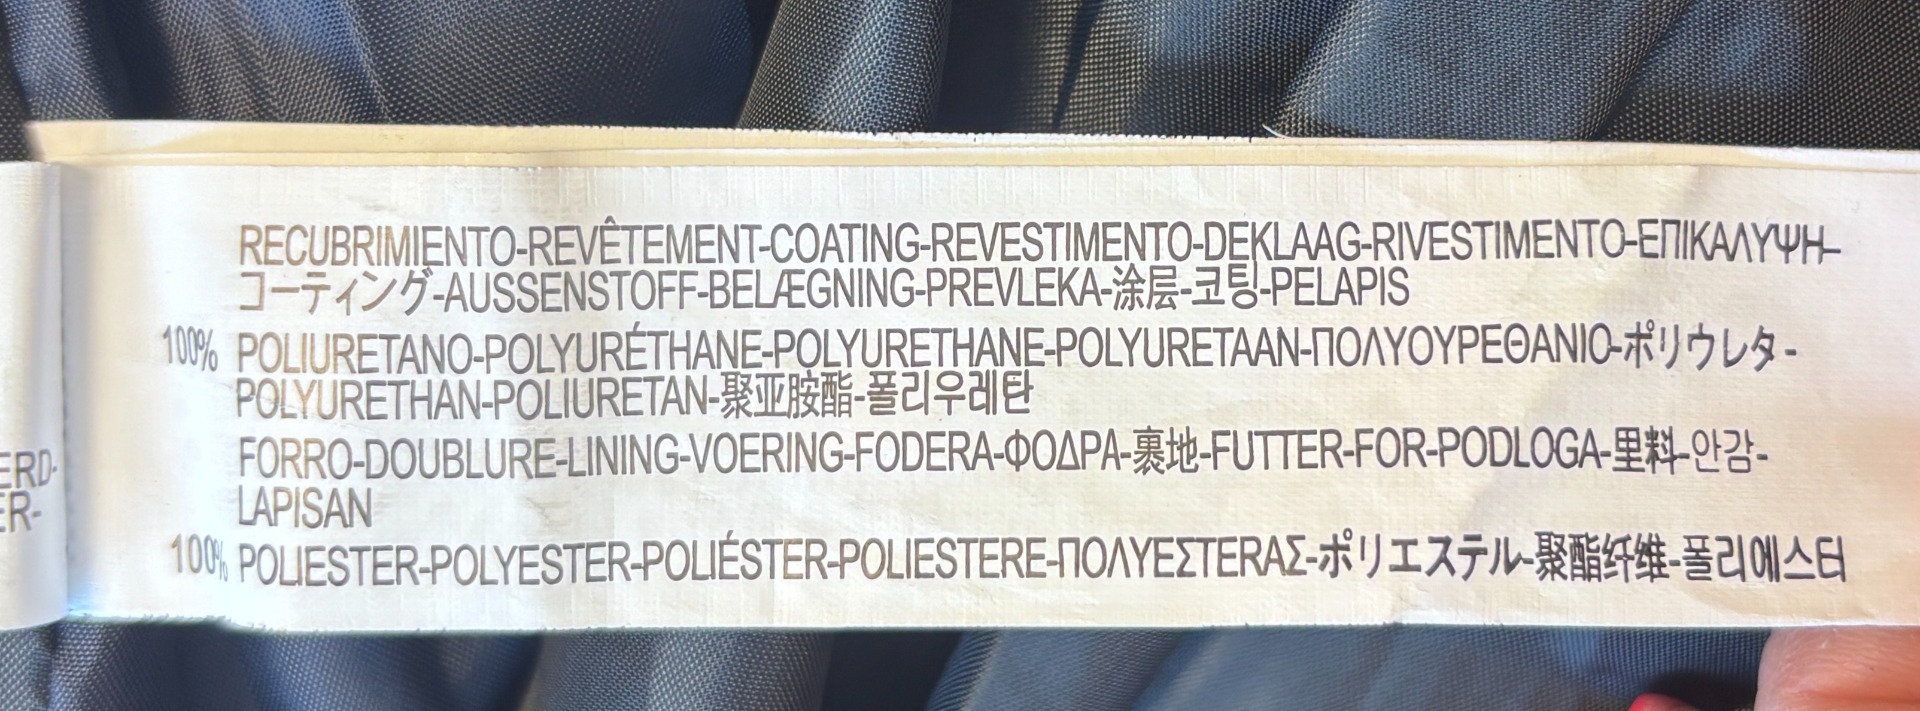 RECUBRIMIENTO-REVÊTEMENT-COATING-REVESTIMENTO-DEKLAAG-RIVESTIMENTO-ΕΠΙΚΑΛΥΨΗ-
コーティング-AUSSENSTOFF-BELÆGNING-PREVLEKA-涂层-코팅-PELAPIS
100% POLIURETANO-POLYURÉTHANE-POLYURETHANE-POLYURETAAN-ΠΟΛΥΟΥΡΕΘΑΝΙΟ-ポリウレタ-
POLYURETHAN-POLIURETAN-聚亚胺酯-폴리우레탄
FORRO-DOUBLURE-LINING-VOERING-FODERA-ΦΟΔΡΑ-裏地-FUTTER-FOR-PODLOGA-里料-안감-
LAPISAN
100% POLIESTER-POLYESTER-POLIÉSTER-POLIESTERE-ΠΟΛΥΕΣΤΕRΑΣ-ポリエステル-聚酯纤维-폴리에스터
ERD-
ER-